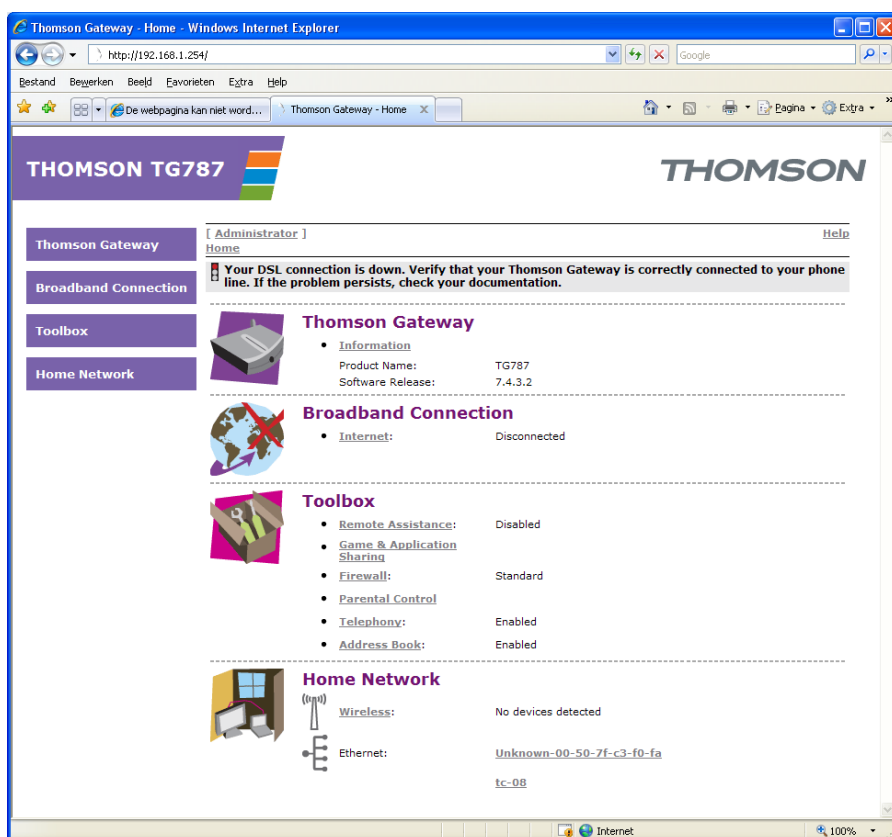 Thomson Gateway - Home - Windows Internet Explorer
http://192.168.1.254/
Google
Bestand Bewerken Beeld Favorieten Extra Help
De webpagina kan niet word...
Thomson Gateway - Home
Pagina
Extra
THOMSON TG787
THOMSON
Thomson Gateway
Broadband Connection
Toolbox
Home Network
[ Administrator ]
Home
Help
Your DSL connection is down. Verify that your Thomson Gateway is correctly connected to your phone
line. If the problem persists, check your documentation.
Thomson Gateway
Information
Product Name: TG787
Software Release: 7.4.3.2
Broadband Connection
Internet: Disconnected
Toolbox
Remote Assistance: Disabled
Game & Application
Sharing
Firewall: Standard
Parental Control
Telephony: Enabled
Address Book: Enabled
Home Network
Wireless: No devices detected
Ethernet: Unknown-00-50-7f-c3-f0-fa
tc-08
Internet
100%